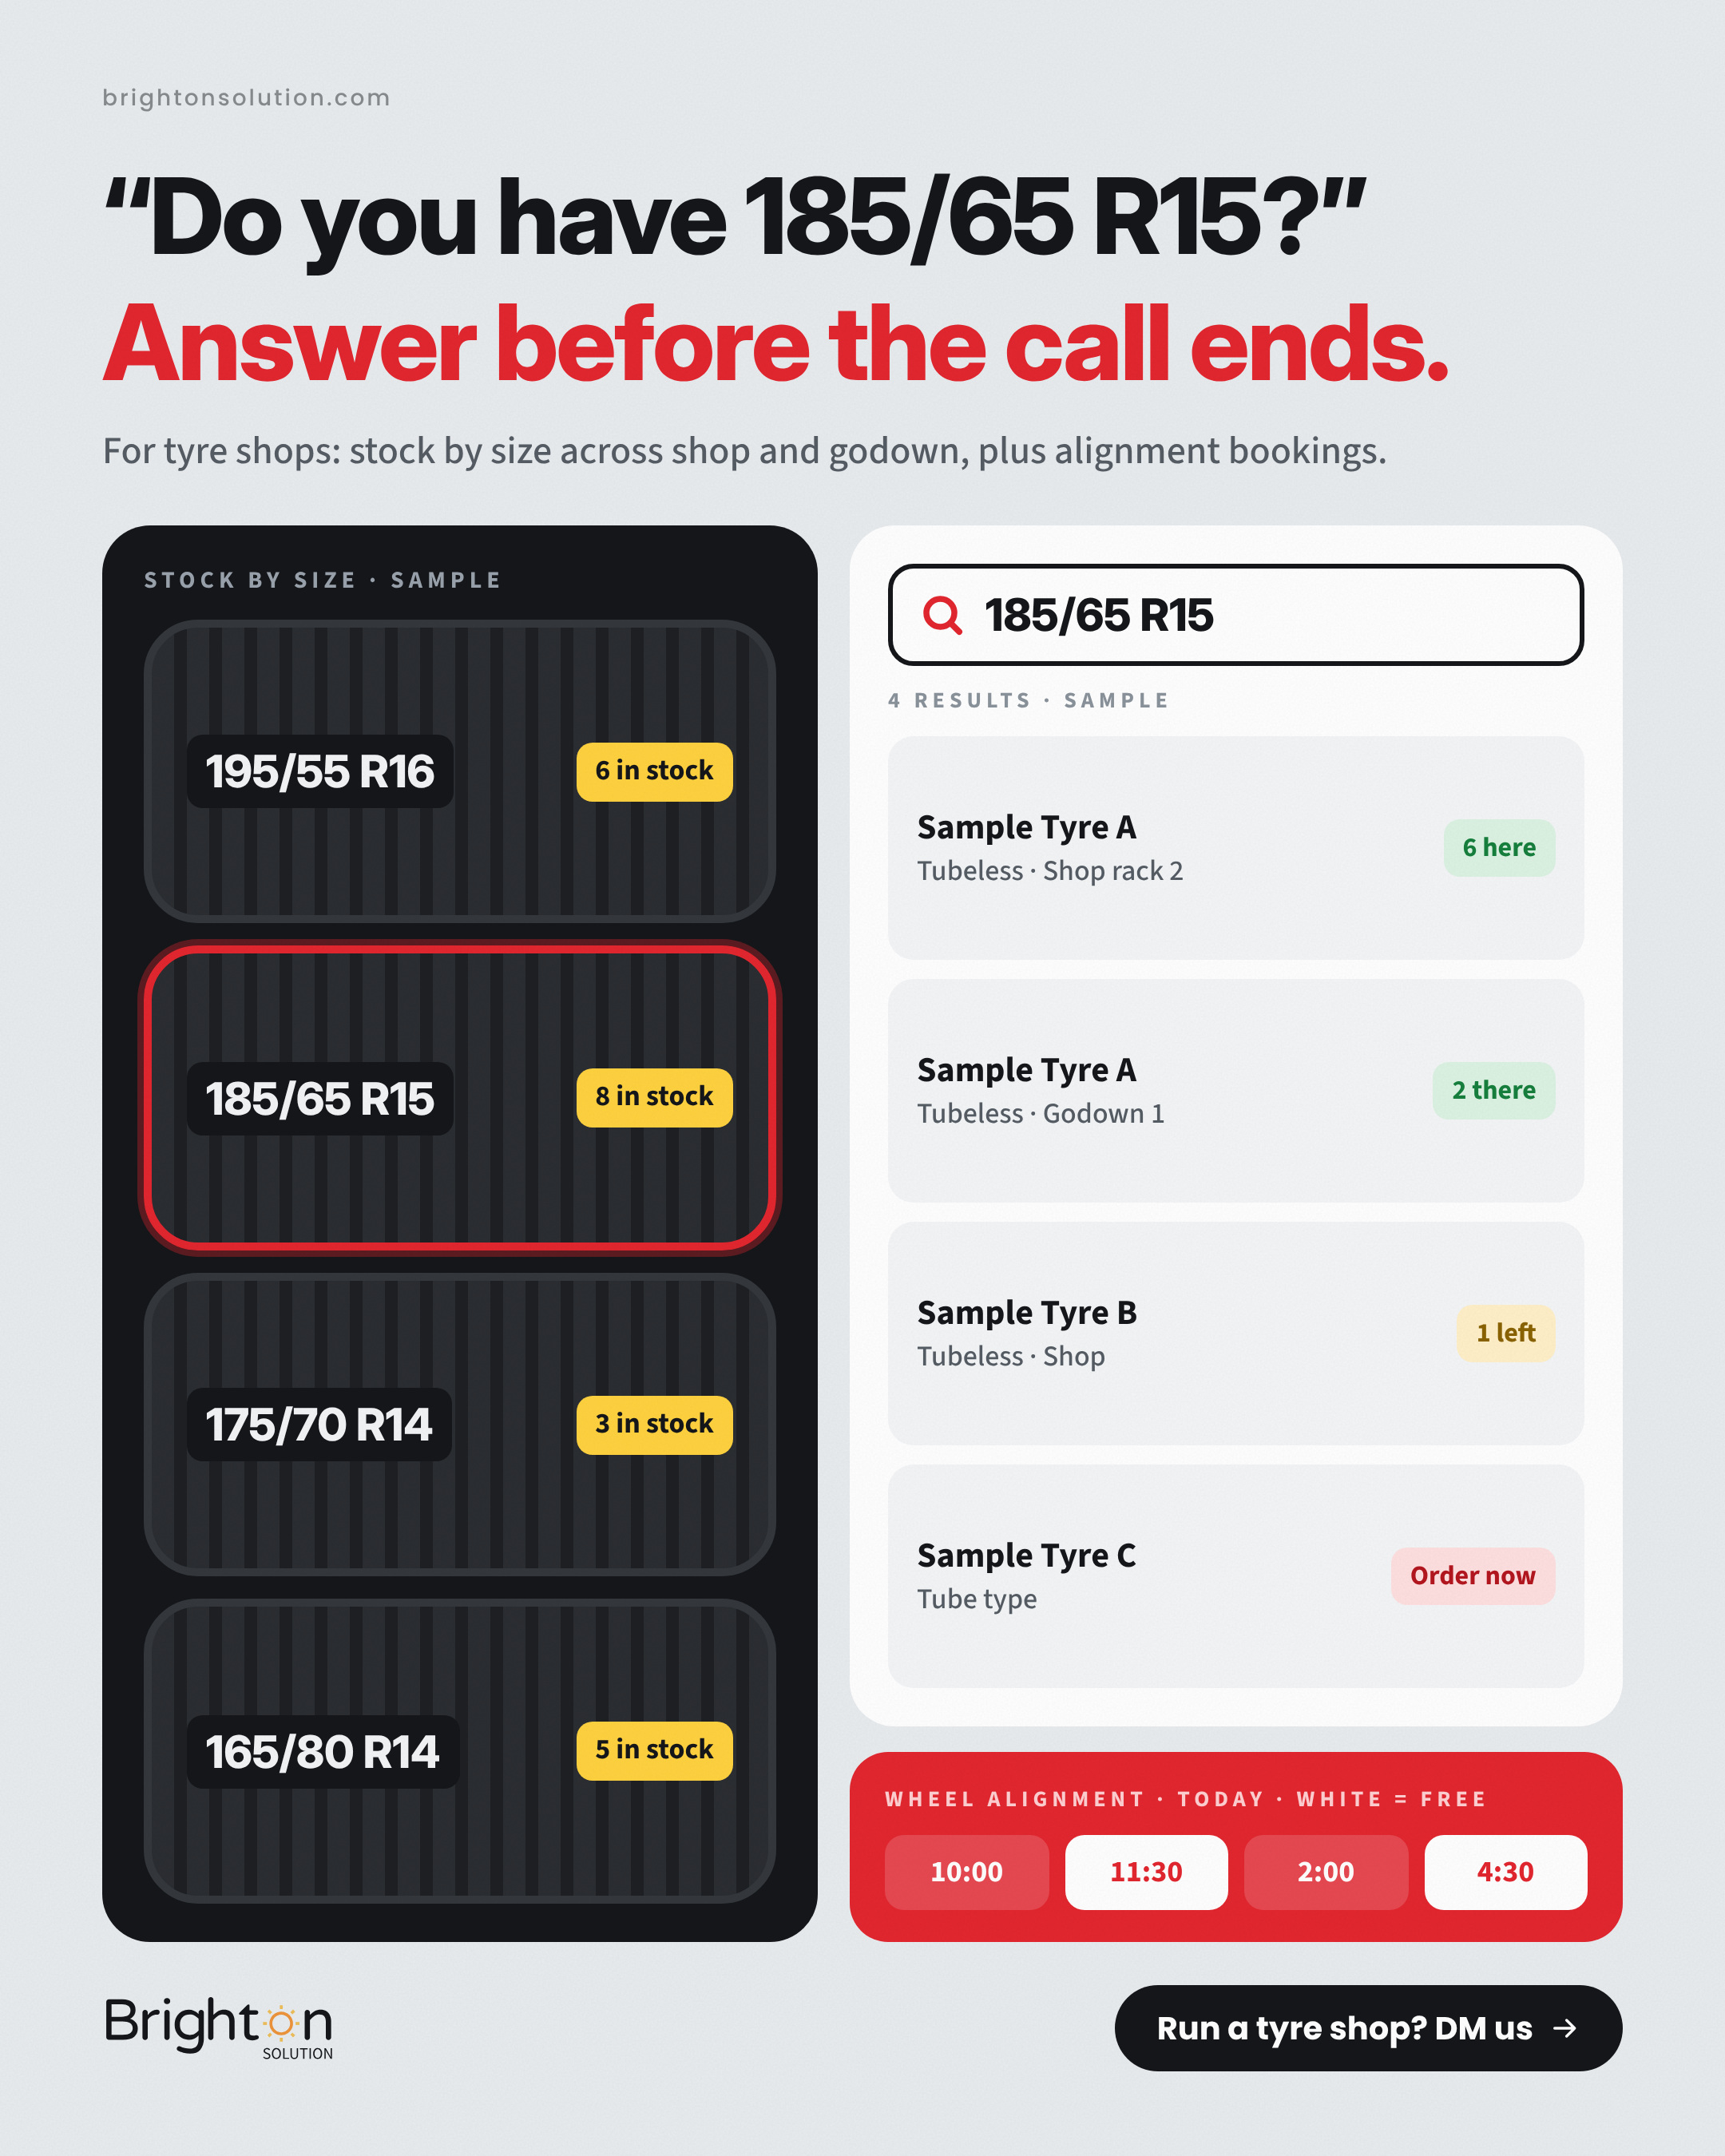 brightonsolution.com
“Do you have 185/65 R15?”
Answer before the call ends.
For tyre shops: stock by size across shop and godown, plus alignment bookings.
STOCK BY SIZE · SAMPLE
195/55 R16
6 in stock
185/65 R15
8 in stock
175/70 R14
3 in stock
165/80 R14
5 in stock
185/65 R15
4 RESULTS · SAMPLE
Sample Tyre A
Tubeless · Shop rack 2
6 here
Sample Tyre A
Tubeless · Godown 1
2 there
Sample Tyre B
Tubeless · Shop
1 left
Sample Tyre C
Tube type
Order now
WHEEL ALIGNMENT · TODAY · WHITE = FREE
10:00 11:30 2:00 4:30
Brighton
SOLUTION
Run a tyre shop? DM us →